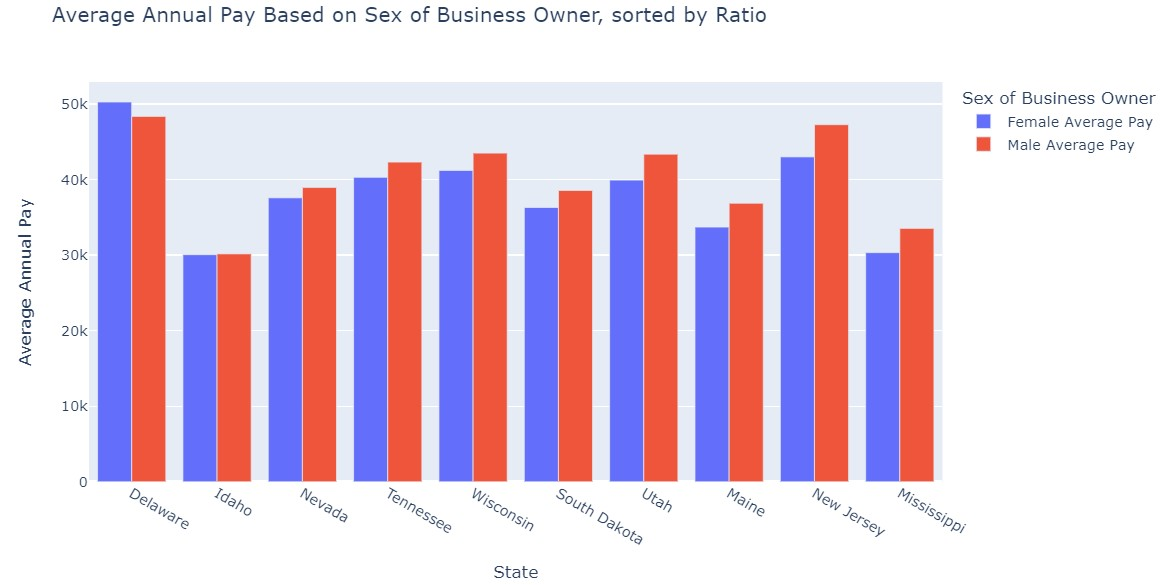 Average Annual Pay Based on Sex of Business Owner, sorted by Ratio
Sex of Business Owner
Female Average Pay
Male Average Pay
Average Annual Pay
50k
40k
30k
20k
10k
0
Delaware
Idaho
Nevada
Tennessee
Wisconsin
South Dakota
Utah
Maine
New Jersey
Mississippi
State